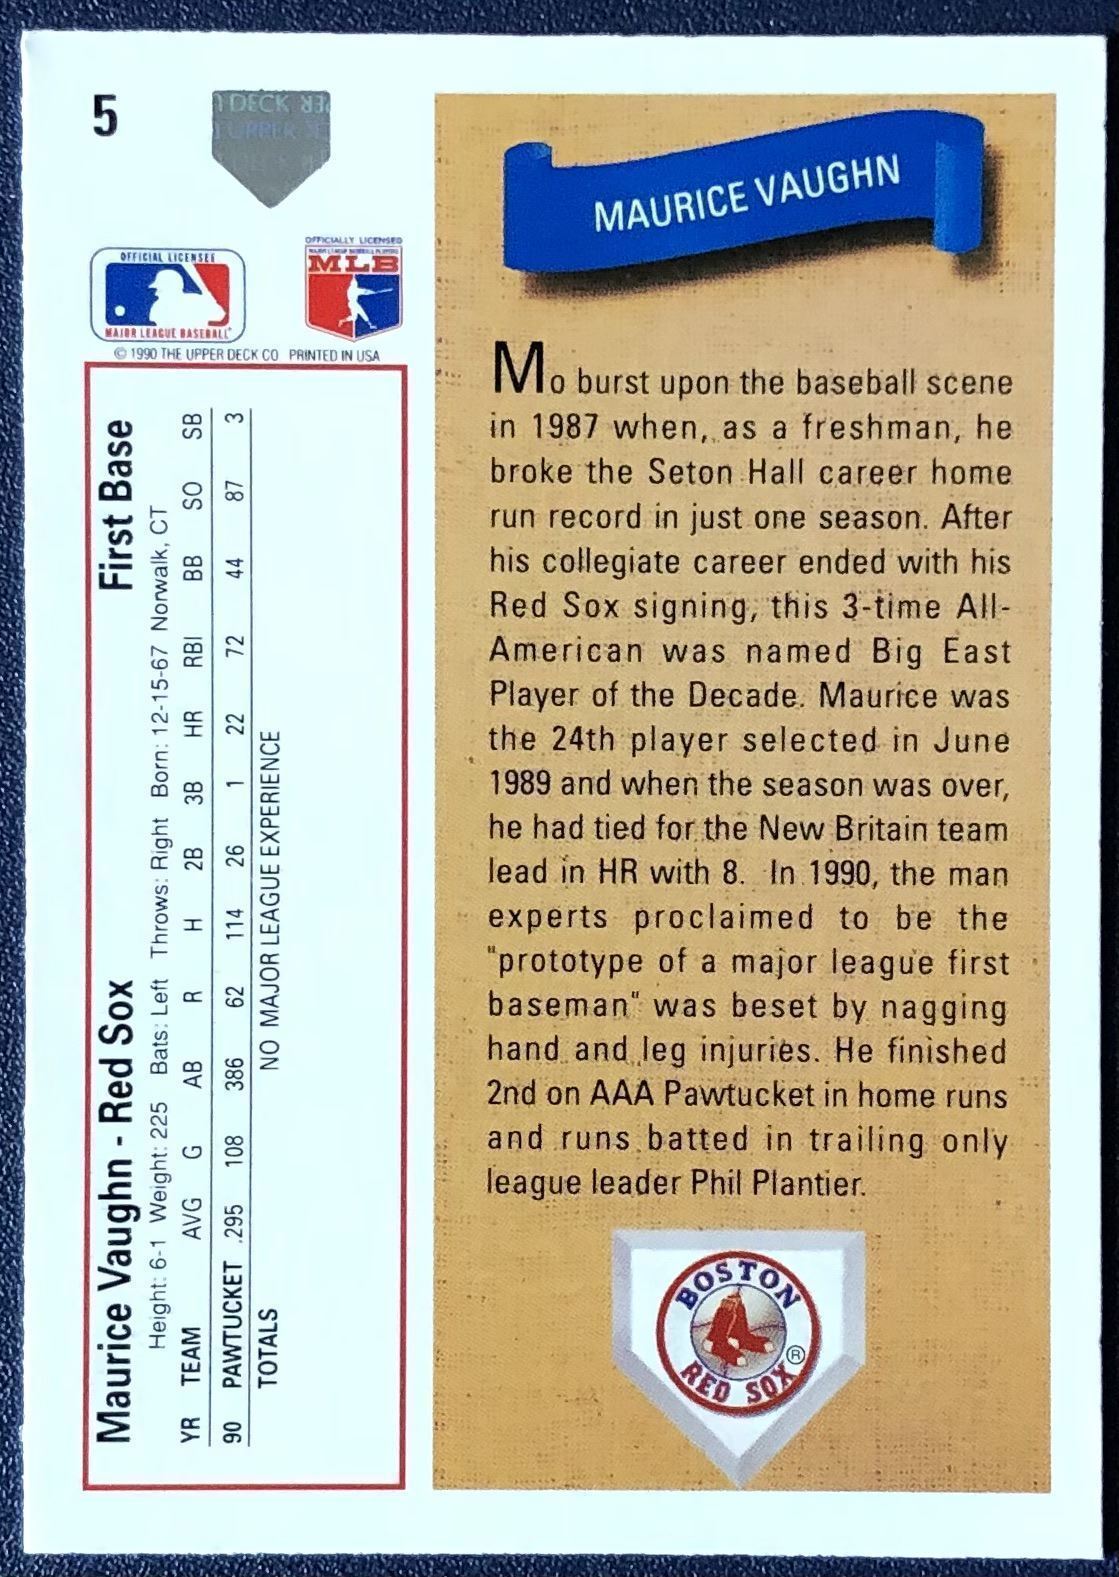 5
DECK
UPPER
OFFICIAL LICENSEE
MAJOR LEAGUE BASEBALL
OFFICIALLY LICENSED
MAJOR LEAGUE BASEBALL PLAYERS
MLB
© 1990 THE UPPER DECK CO PRINTED IN USA
Maurice Vaughn - Red Sox First Base
Height: 6-1 Weight: 225 Bats: Left Throws: Right Born: 12-15-67 Norwalk, CT
YR TEAM AVG G AB R H 2B 3B HR RBI BB SO SB
90 PAWTUCKET .295 108 386 62 114 26 1 22 72 44 87 3
TOTALS NO MAJOR LEAGUE EXPERIENCE
MAURICE VAUGHN
Mo burst upon the baseball scene
in 1987 when, as a freshman, he
broke the Seton Hall career home
run record in just one season. After
his collegiate career ended with his
Red Sox signing, this 3-time All-
American was named Big East
Player of the Decade. Maurice was
the 24th player selected in June
1989 and when the season was over,
he had tied for the New Britain team
lead in HR with 8. In 1990, the man
experts proclaimed to be the
"prototype of a major league first
baseman" was beset by nagging
hand and leg injuries. He finished
2nd on AAA Pawtucket in home runs
and runs batted in trailing only
league leader Phil Plantier.
BOSTON
RED SOX ®